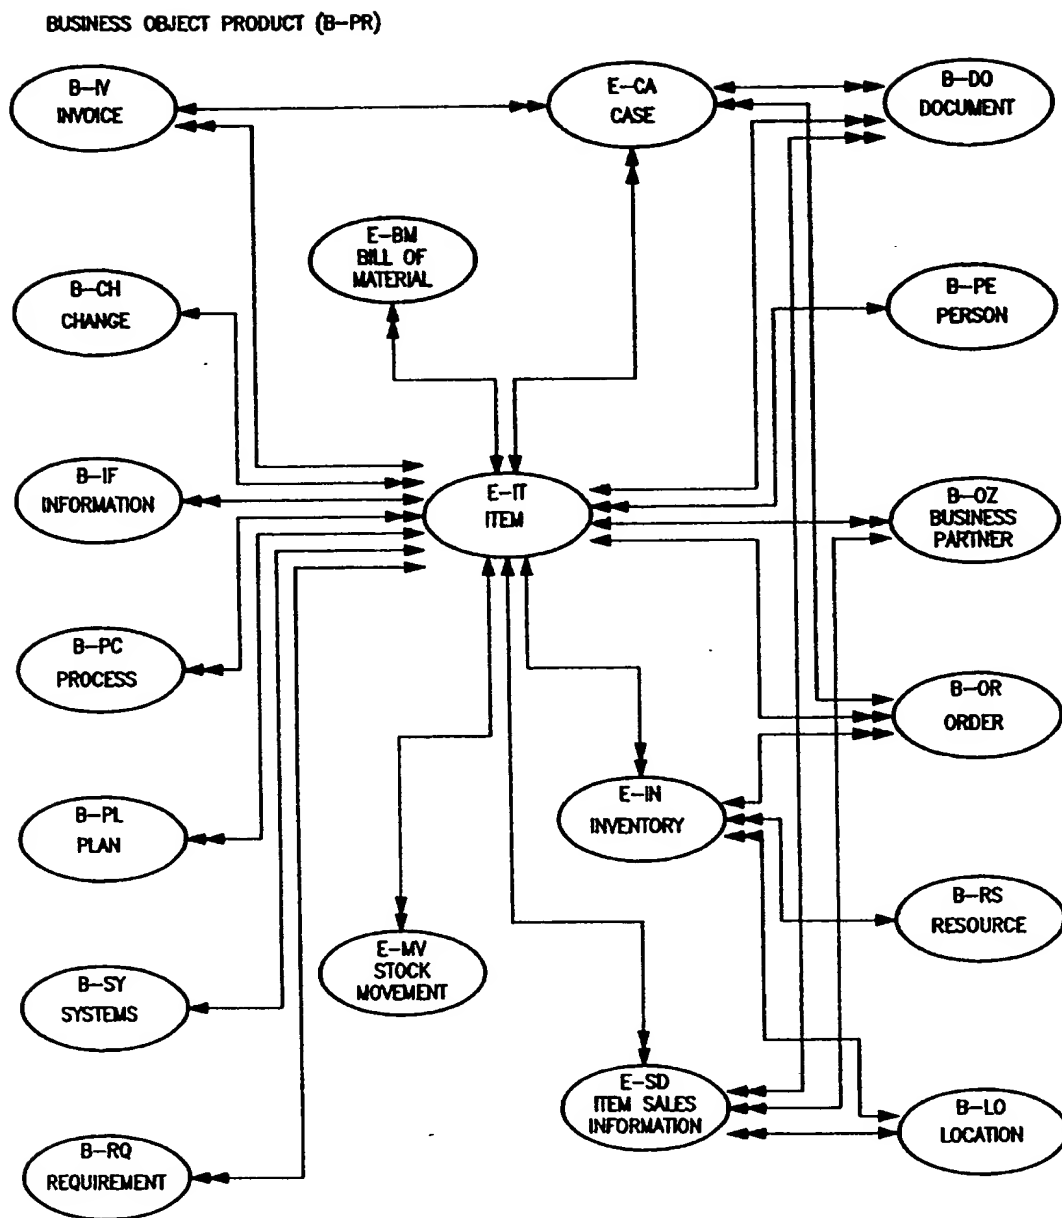 BUSINESS OBJECT PRODUCT (B-PR)
B-IV
INVOICE
E-CA
CASE
B-DO
DOCUMENT
E-BM
BILL OF
MATERIAL
B-CH
CHANGE
B-PE
PERSON
B-IF
INFORMATION
E-IT
ITEM
B-OZ
BUSINESS
PARTNER
B-PC
PROCESS
B-OR
ORDER
B-PL
PLAN
E-IN
INVENTORY
B-RS
RESOURCE
E-MV
STOCK
MOVEMENT
B-SY
SYSTEMS
E-SD
ITEM SALES
INFORMATION
B-LO
LOCATION
B-RQ
REQUIREMENT